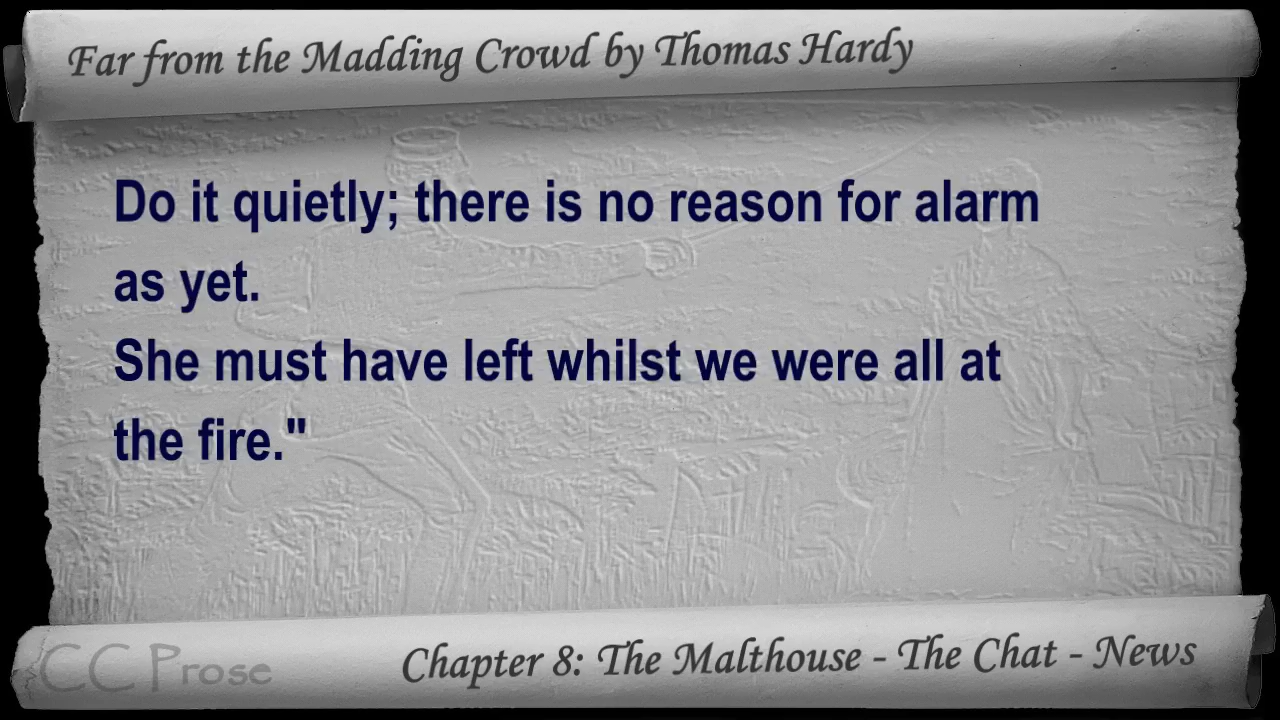 Far from the Madding Crowd by Thomas Hardy
Do it quietly; there is no reason for alarm
as yet.
She must have left whilst we were all at
the fire."
CC Prose
Chapter 8: The Malthouse - The Chat - News